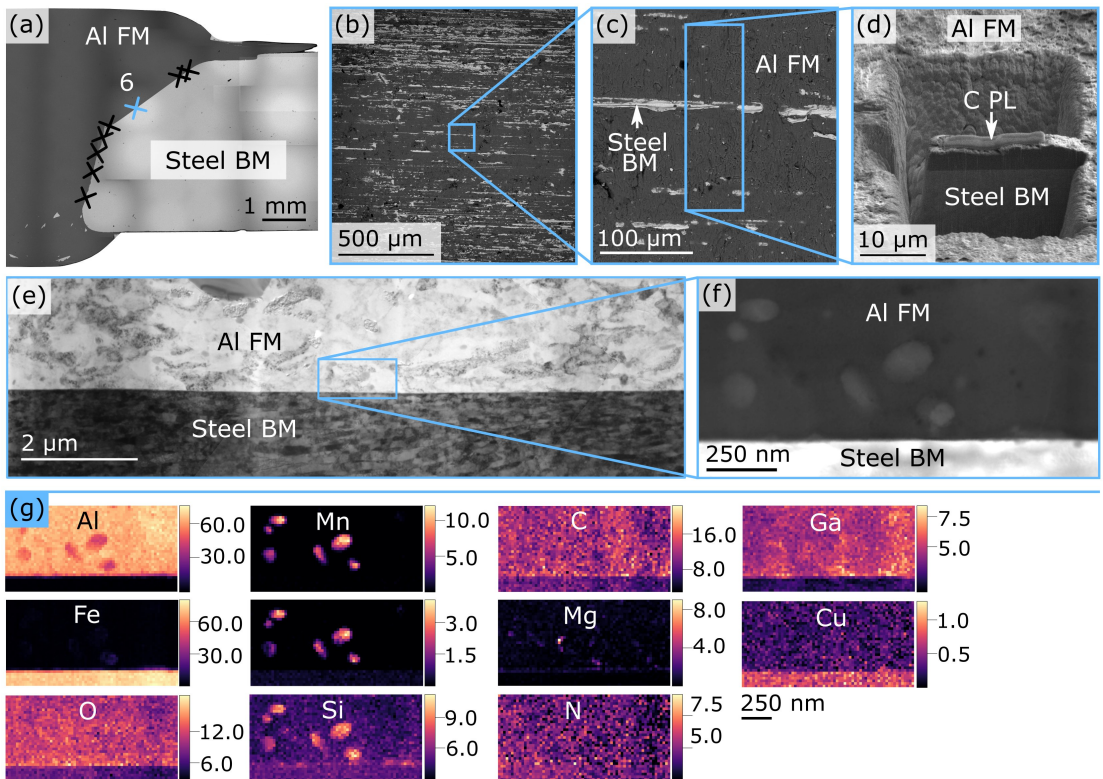 (a)
Al FM
6
Steel BM
1 mm
(b)
500 μm
(c)
Al FM
Steel
BM
100 μm
(d)
Al FM
C PL
Steel BM
10 μm
(e)
Al FM
Steel BM
2 μm
(f)
Al FM
250 nm
Steel BM
(g)
Al
60.0
30.0
Mn
10.0
5.0
C
16.0
8.0
Ga
7.5
5.0
Fe
60.0
30.0
3.0
1.5
Mg
8.0
4.0
Cu
1.0
0.5
O
12.0
6.0
Si
9.0
6.0
N
7.5
5.0
250 nm